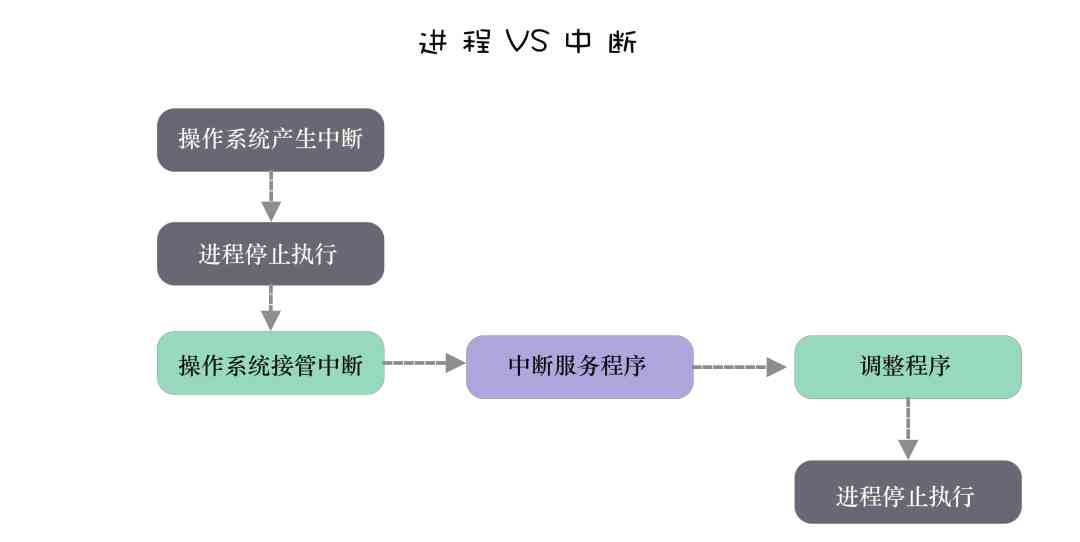 进程VS中断
操作系统产生中断
进程停止执行
操作系统接管中断
中断服务程序
调整程序
进程停止执行